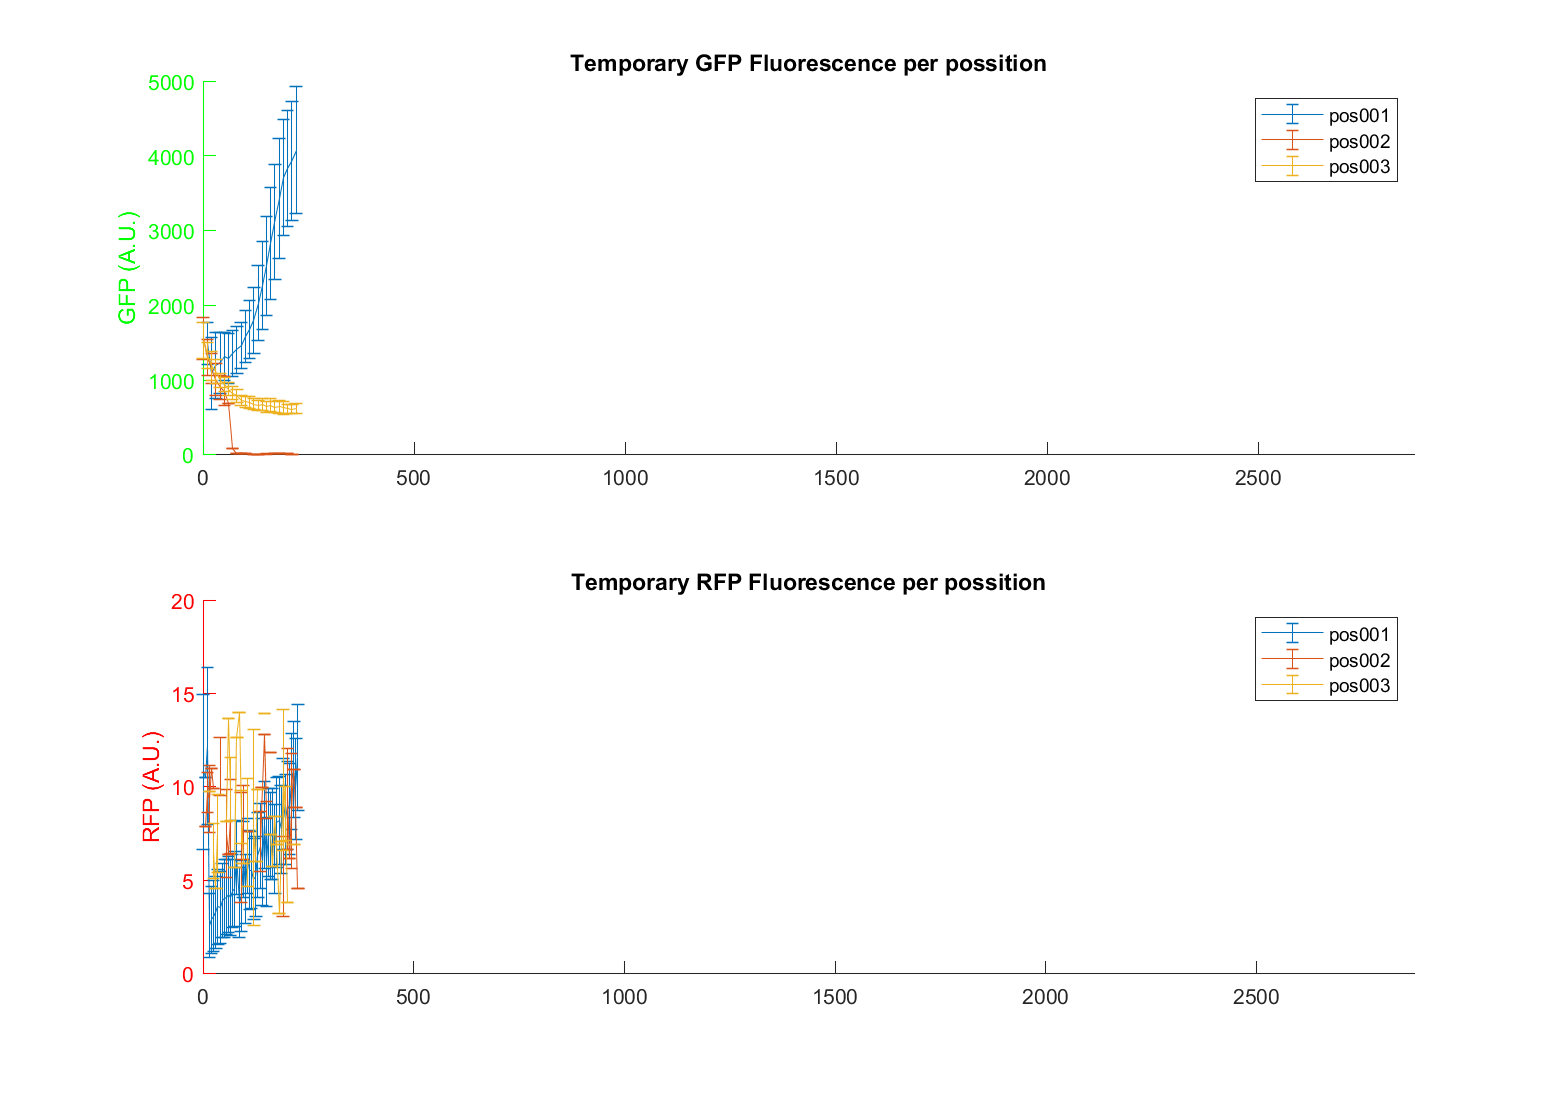 Temporary GFP Fluorescence per possition
GFP (A.U.)
5000
4000
3000
2000
1000
0
0 500 1000 1500 2000 2500
pos001
pos002
pos003
Temporary RFP Fluorescence per possition
RFP (A.U.)
20
15
10
5
0
0 500 1000 1500 2000 2500
pos001
pos002
pos003